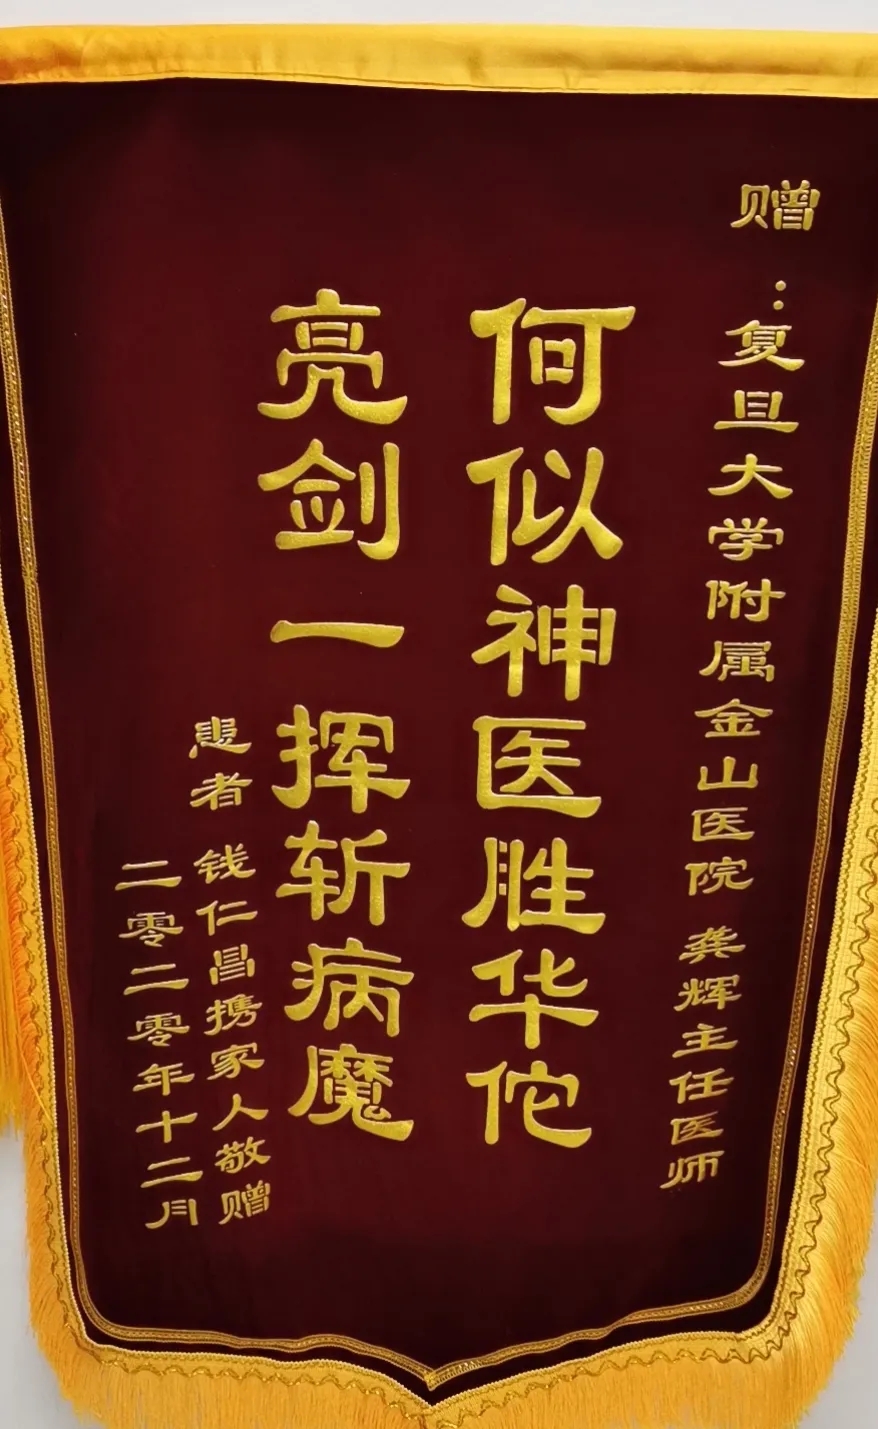 赠：复旦大学附属金山医院 龚辉主任医师
何似神医胜华佗
亮剑一挥斩病魔
患者 钱仁昌携家人敬赠
二零二零年十二月